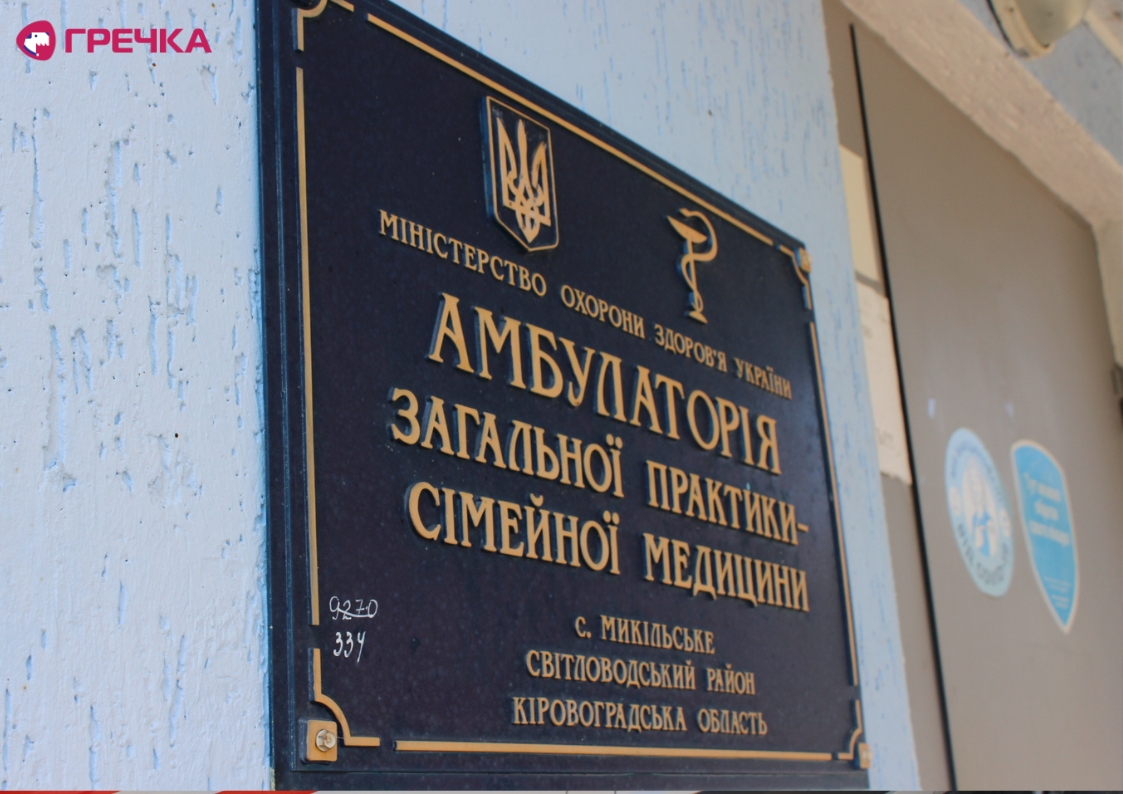 ГРЕЧКА
МІНІСТЕРСТВО ОХОРОНИ ЗДОРОВ'Я УКРАЇНИ
АМБУЛАТОРІЯ
ЗАГАЛЬНОЇ ПРАКТИКИ-
СІМЕЙНОЇ МЕДИЦИНИ
с. МИКІЛЬСЬКЕ
СВІТЛОВОДСЬКИЙ РАЙОН
КІРОВОГРАДСЬКА ОБЛАСТЬ
9270
334